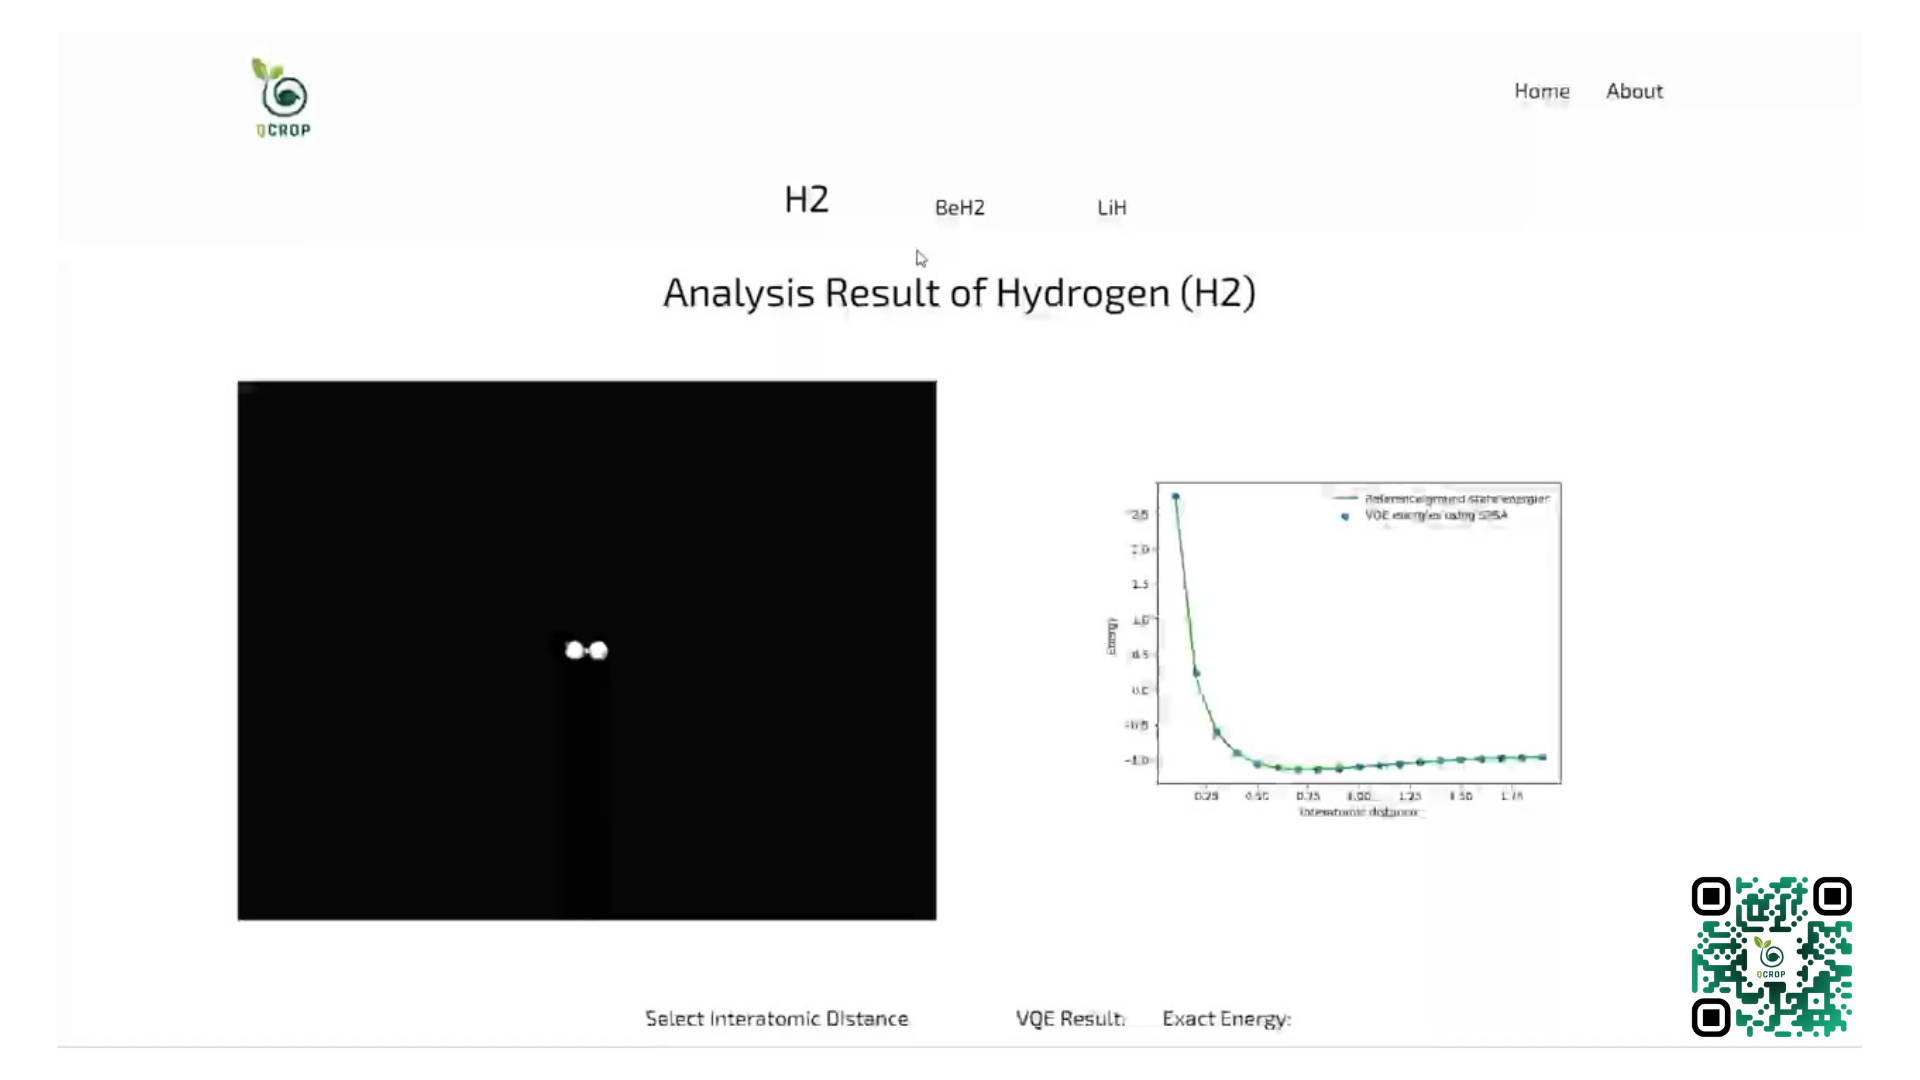 QCROP
Home About
H2 BeH2 LiH
Analysis Result of Hydrogen (H2)
Reference ground state energies
VQE energies using SPSA
2.5
2.0
1.5
1.0
0.5
0.0
-0.5
-1.0
Energy
0.25 0.50 0.75 1.00 1.25 1.50 1.75
Interatomic distance
QCROP
Select Interatomic DIstance VQE Result: Exact Energy: